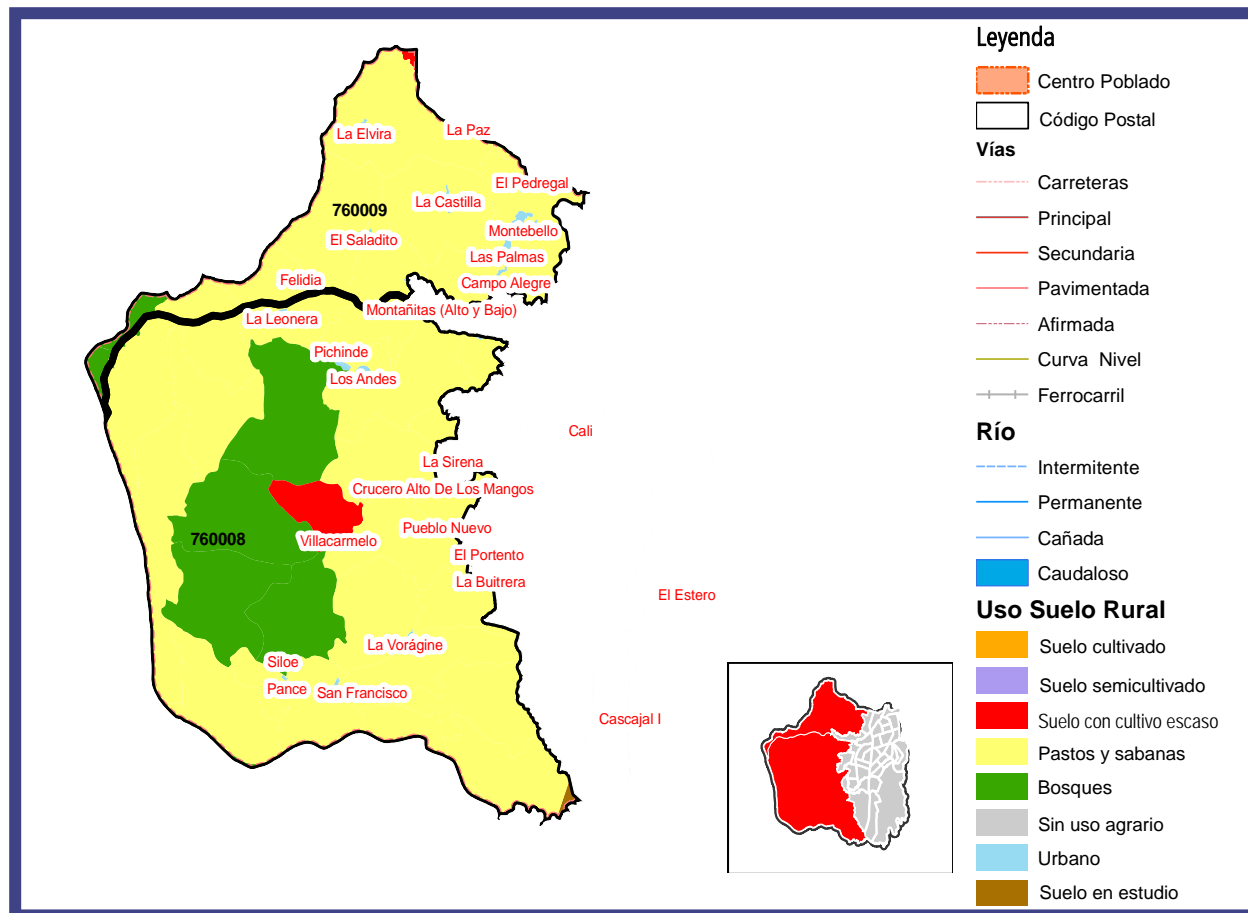 La Elvira
La Paz
El Pedregal
La Castilla
760009
Montebello
El Saladito
Las Palmas
Felidia
Campo Alegre
Montañitas (Alto y Bajo)
La Leonera
Pichinde
Los Andes
Cali
La Sirena
Crucero Alto De Los Mangos
Pueblo Nuevo
760008
Villacarmelo
El Portento
La Buitrera
El Estero
La Vorágine
Siloe
Pance
San Francisco
Cascajal I
Leyenda
Centro Poblado
Código Postal
Vías
Carreteras
Principal
Secundaria
Pavimentada
Afirmada
Curva Nivel
Ferrocarril
Río
Intermitente
Permanente
Cañada
Caudaloso
Uso Suelo Rural
Suelo cultivado
Suelo semicultivado
Suelo con cultivo escaso
Pastos y sabanas
Bosques
Sin uso agrario
Urbano
Suelo en estudio